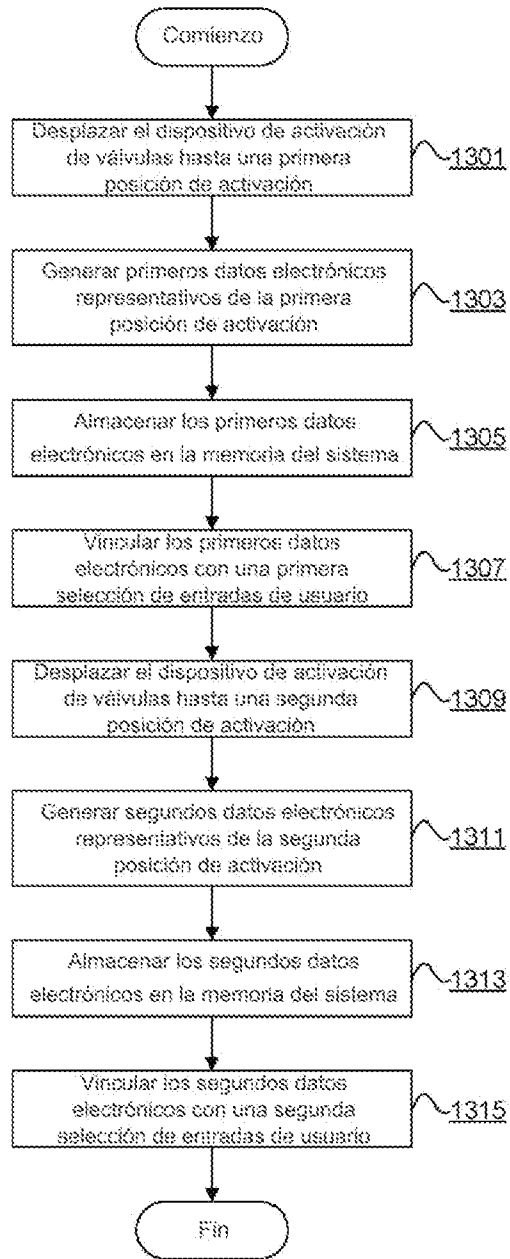 Comienzo
Desplazar el dispositivo de activación
de válvulas hasta una primera
posición de activación
1301
Generar primeros datos electrónicos
representativos de la primera
posición de activación
1303
Almacenar los primeros datos
electrónicos en la memoria del sistema
1305
Vincular los primeros datos
electrónicos con una primera
selección de entradas de usuario
1307
Desplazar el dispositivo de activación
de válvulas hasta una segunda
posición de activación
1309
Generar segundos datos electrónicos
representativos de la segunda
posición de activación
1311
Almacenar los segundos datos
electrónicos en la memoria del sistema
1313
Vincular los segundos datos
electrónicos con una segunda
selección de entradas de usuario
1315
Fin